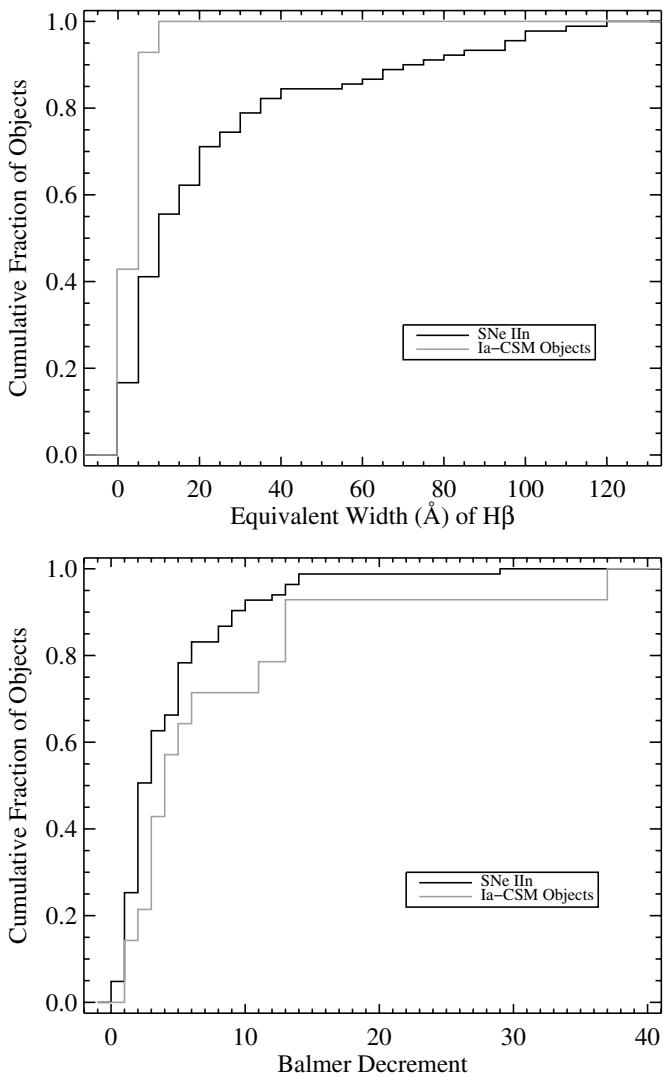 1.0
0.8
0.6
0.4
0.2
0.0
Cumulative Fraction of Objects
SNe IIn
Ia−CSM Objects
0 20 40 60 80 100 120
Equivalent Width (Å) of Hβ
1.0
0.8
0.6
0.4
0.2
0.0
Cumulative Fraction of Objects
SNe IIn
Ia−CSM Objects
0 10 20 30 40
Balmer Decrement